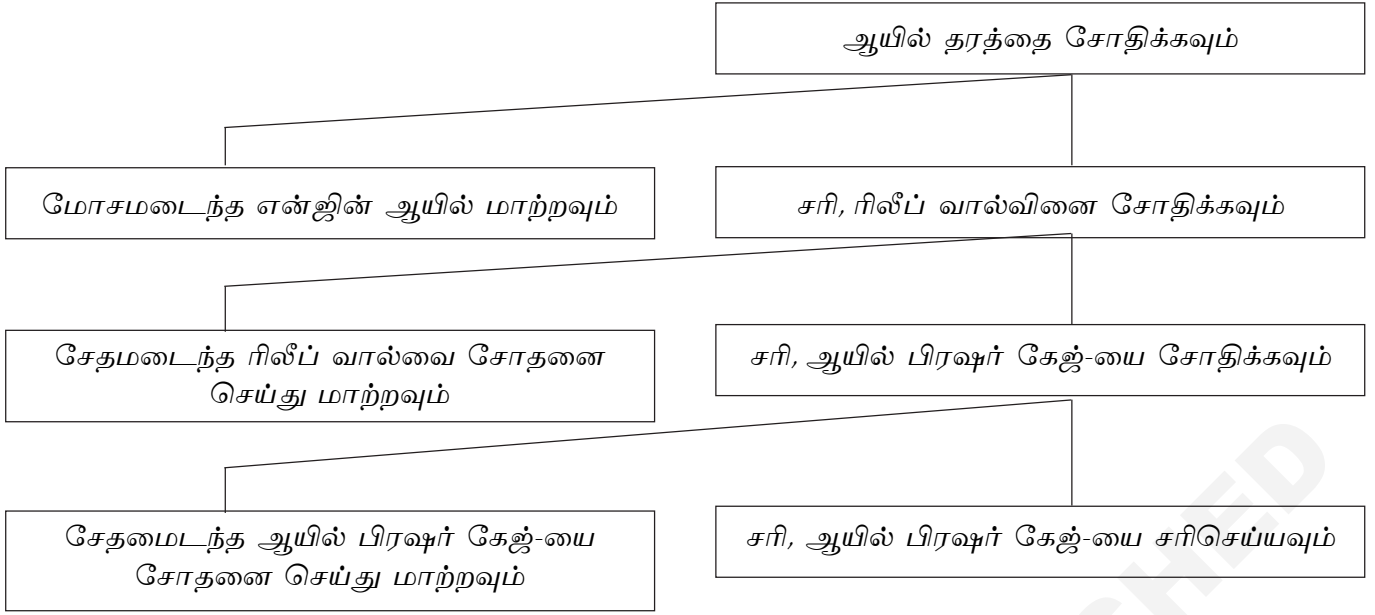 ஆயில் தரத்தை சோதிக்கவும்
மோசமடைந்த என்ஜின் ஆயில் மாற்றவும்
சரி, ரிலீப் வால்வினை சோதிக்கவும்
சேதமடைந்த ரிலீப் வால்வை சோதனை
செய்து மாற்றவும்
சரி, ஆயில் பிரஷர் கேஜ்-யை சோதிக்கவும்
சேதமைடந்த ஆயில் பிரஷர் கேஜ்-யை
சோதனை செய்து மாற்றவும்
சரி, ஆயில் பிரஷர் கேஜ்-யை சரிசெய்யவும்
SHED